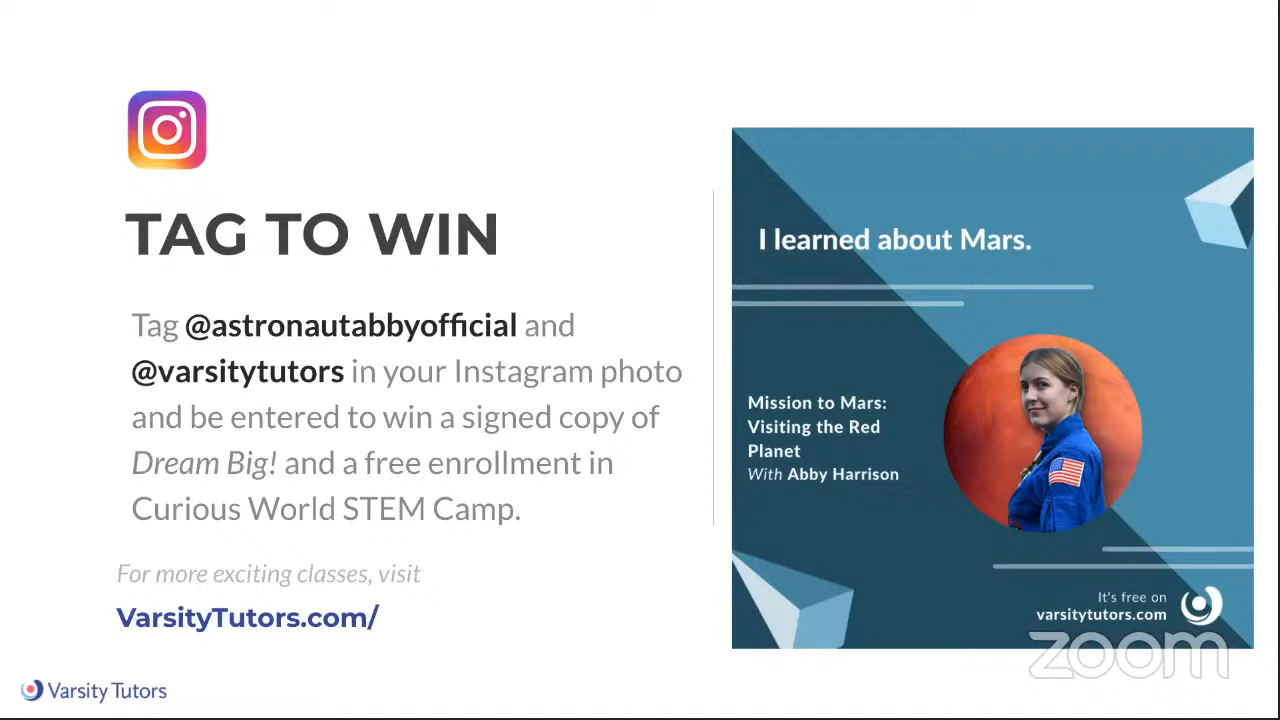 TAG TO WIN
Tag @astronautabbyofficial and
@varsitytutors in your Instagram photo
and be entered to win a signed copy of
Dream Big! and a free enrollment in
Curious World STEM Camp.
For more exciting classes, visit
VarsityTutors.com/
Varsity Tutors
I learned about Mars.
Mission to Mars:
Visiting the Red
Planet
With Abby Harrison
It's free on
varsitytutors.com
zoom